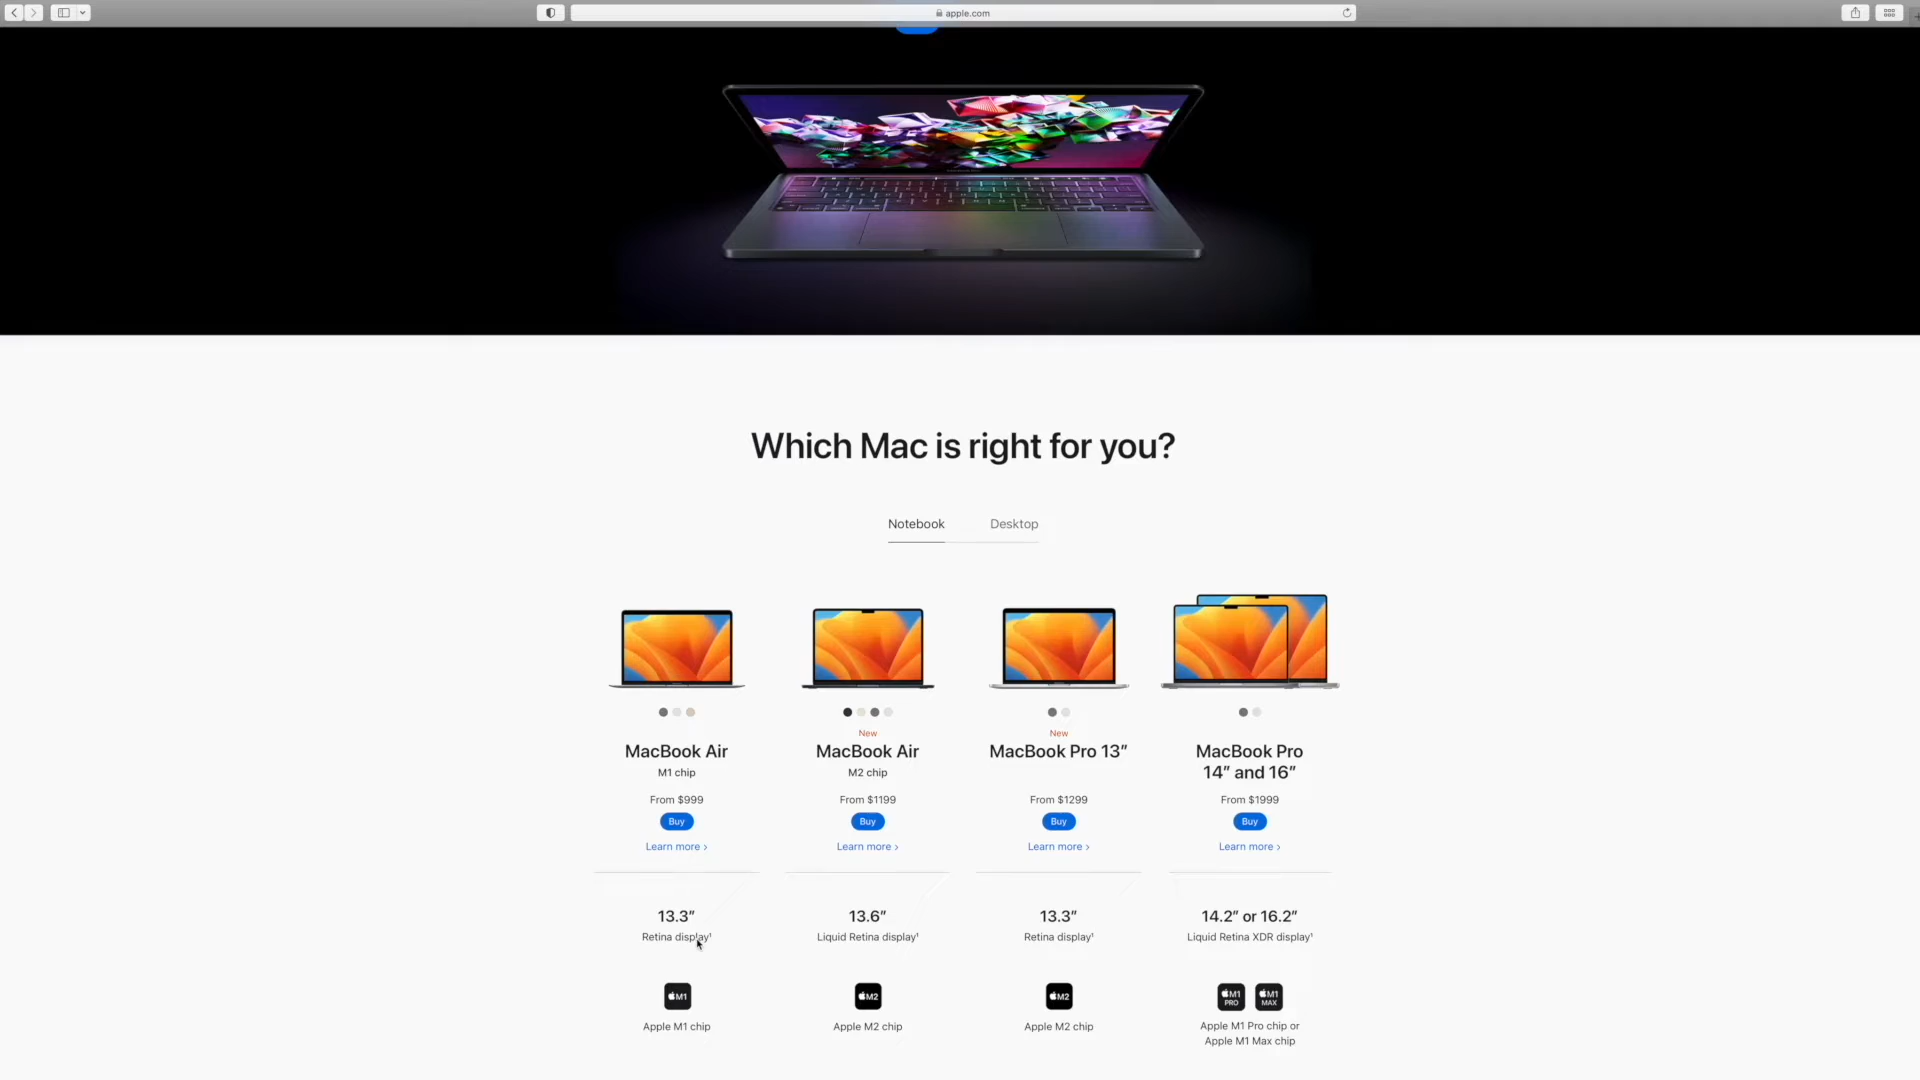 apple.com
Which Mac is right for you?
Notebook Desktop
New New
MacBook Air MacBook Air MacBook Pro 13” MacBook Pro
M1 chip M2 chip 14” and 16”
From $999 From $1199 From $1299 From $1999
Buy Buy Buy Buy
Learn more > Learn more > Learn more > Learn more >
13.3” 13.6” 13.3” 14.2” or 16.2”
Retina display¹ Liquid Retina display¹ Retina display¹ Liquid Retina XDR display¹
M1 M2 M2 M1 PRO M1 MAX
Apple M1 chip Apple M2 chip Apple M2 chip Apple M1 Pro chip or
Apple M1 Max chip